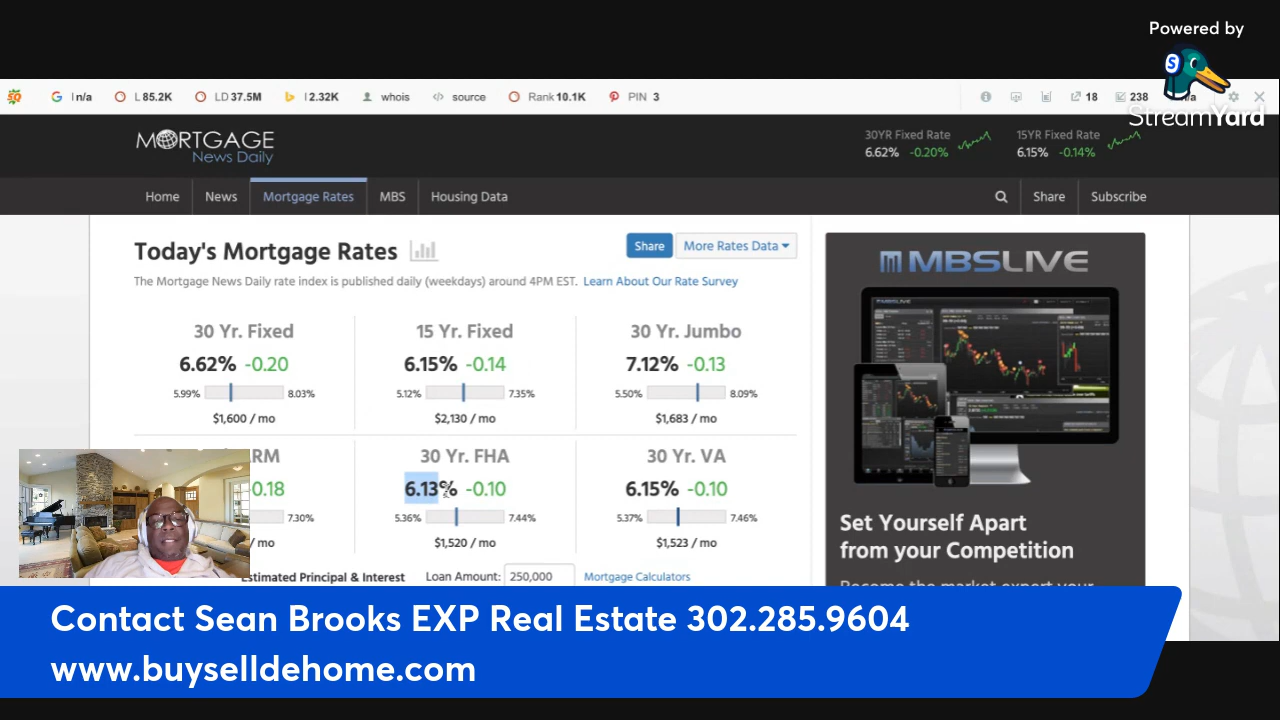 Powered by
StreamYard
I n/a L 85.2K LD 37.5M I 2.32K whois source Rank 10.1K PIN 3 18 238 n/a
MORTGAGE
News Daily
30YR Fixed Rate 15YR Fixed Rate
6.62% -0.20% 6.15% -0.14%
Home News Mortgage Rates MBS Housing Data Share Subscribe
Today's Mortgage Rates Share More Rates Data
The Mortgage News Daily rate index is published daily (weekdays) around 4PM EST. Learn About Our Rate Survey
30 Yr. Fixed 15 Yr. Fixed 30 Yr. Jumbo
6.62% -0.20 6.15% -0.14 7.12% -0.13
5.99% 8.03% 5.12% 7.35% 5.50% 8.09%
$1,600 / mo $2,130 / mo $1,683 / mo
RM 30 Yr. FHA 30 Yr. VA
0.18 6.13% -0.10 6.15% -0.10
7.30% 5.36% 7.44% 5.37% 7.46%
/ mo $1,520 / mo $1,523 / mo
Estimated Principal & Interest Loan Amount: 250,000 Mortgage Calculators
MBSLIVE
Set Yourself Apart
from your Competition
Become the market expert your
Contact Sean Brooks EXP Real Estate 302.285.9604
www.buyselldehome.com